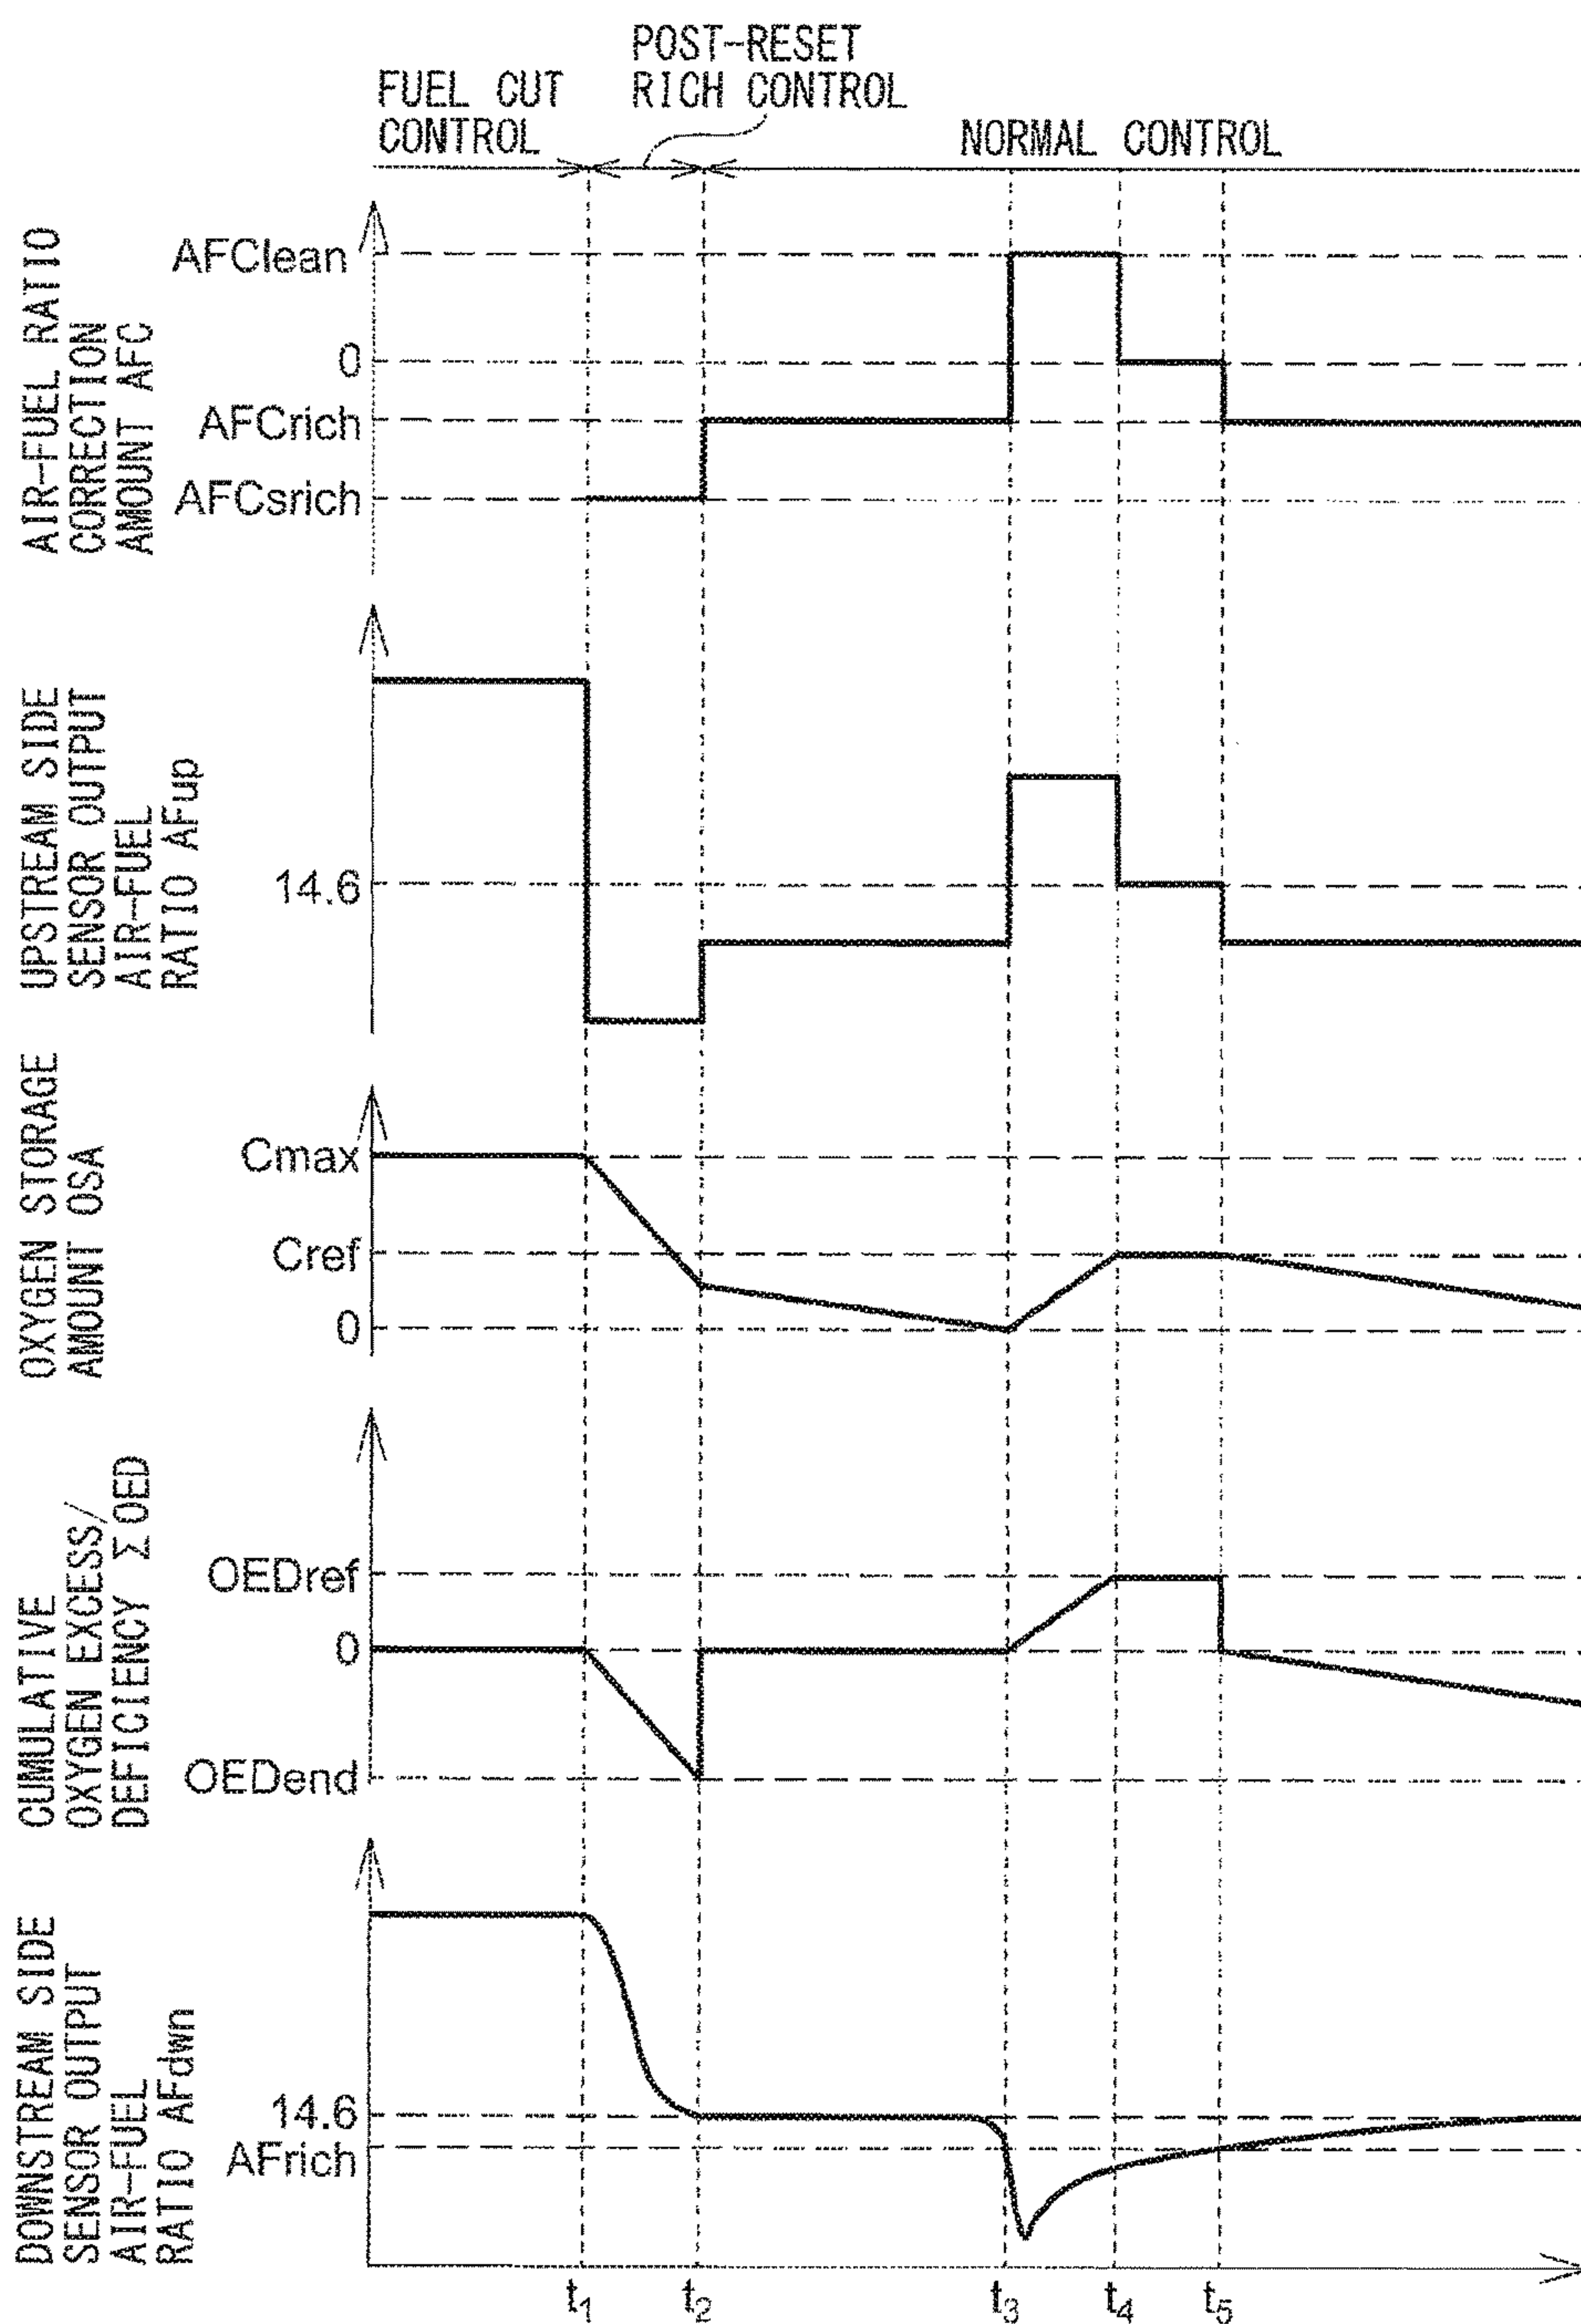 POST-RESET
RICH CONTROL
FUEL CUT
CONTROL
NORMAL CONTROL
AIR-FUEL RATIO
CORRECTION
AMOUNT AFC
AFClean
0
AFCrich
AFCsrich
UPSTREAM SIDE
SENSOR OUTPUT
AIR-FUEL
RATIO AFup
14.6
OXYGEN STORAGE
AMOUNT OSA
Cmax
Cref
0
CUMULATIVE
OXYGEN EXCESS/
DEFICIENCY ΣOED
OEDref
0
OEDend
DOWNSTREAM SIDE
SENSOR OUTPUT
AIR-FUEL
RATIO AFdwn
14.6
AFrich
t1 t2 t3 t4 t5